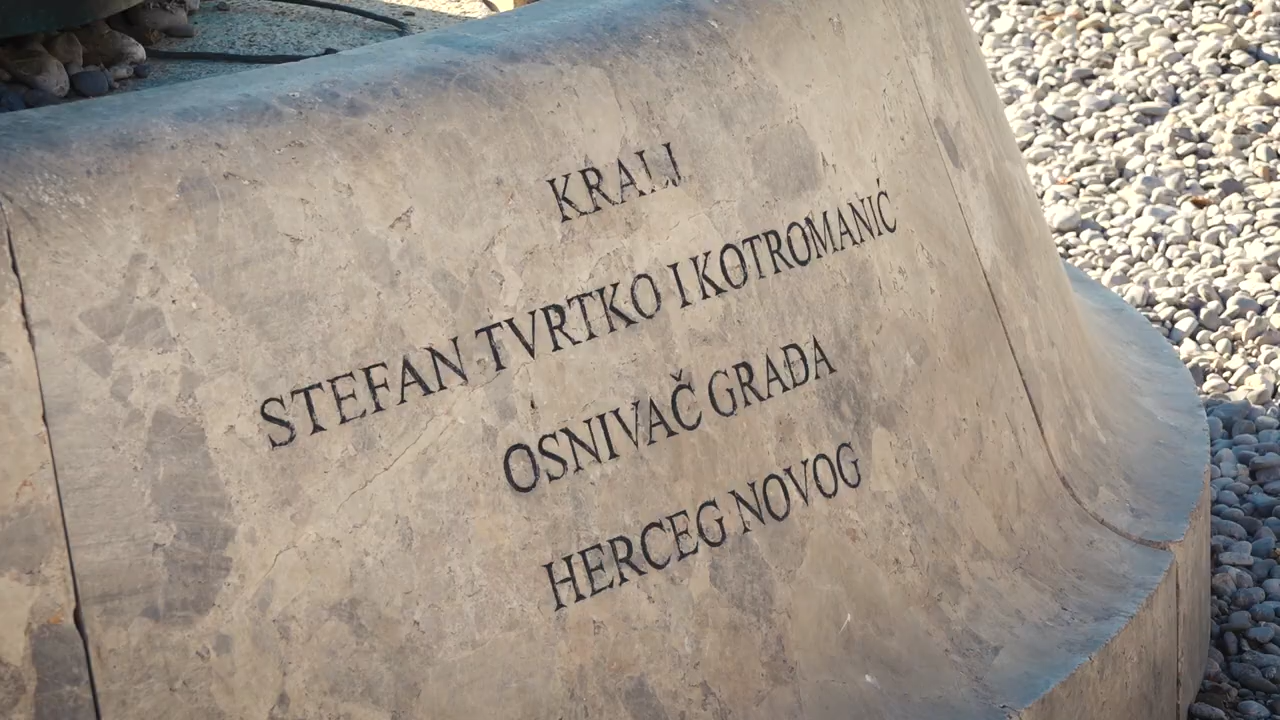 KRALJ
STEFAN TVRTKO I KOTROMANIĆ
OSNIVAČ GRADA
HERCEG NOVOG